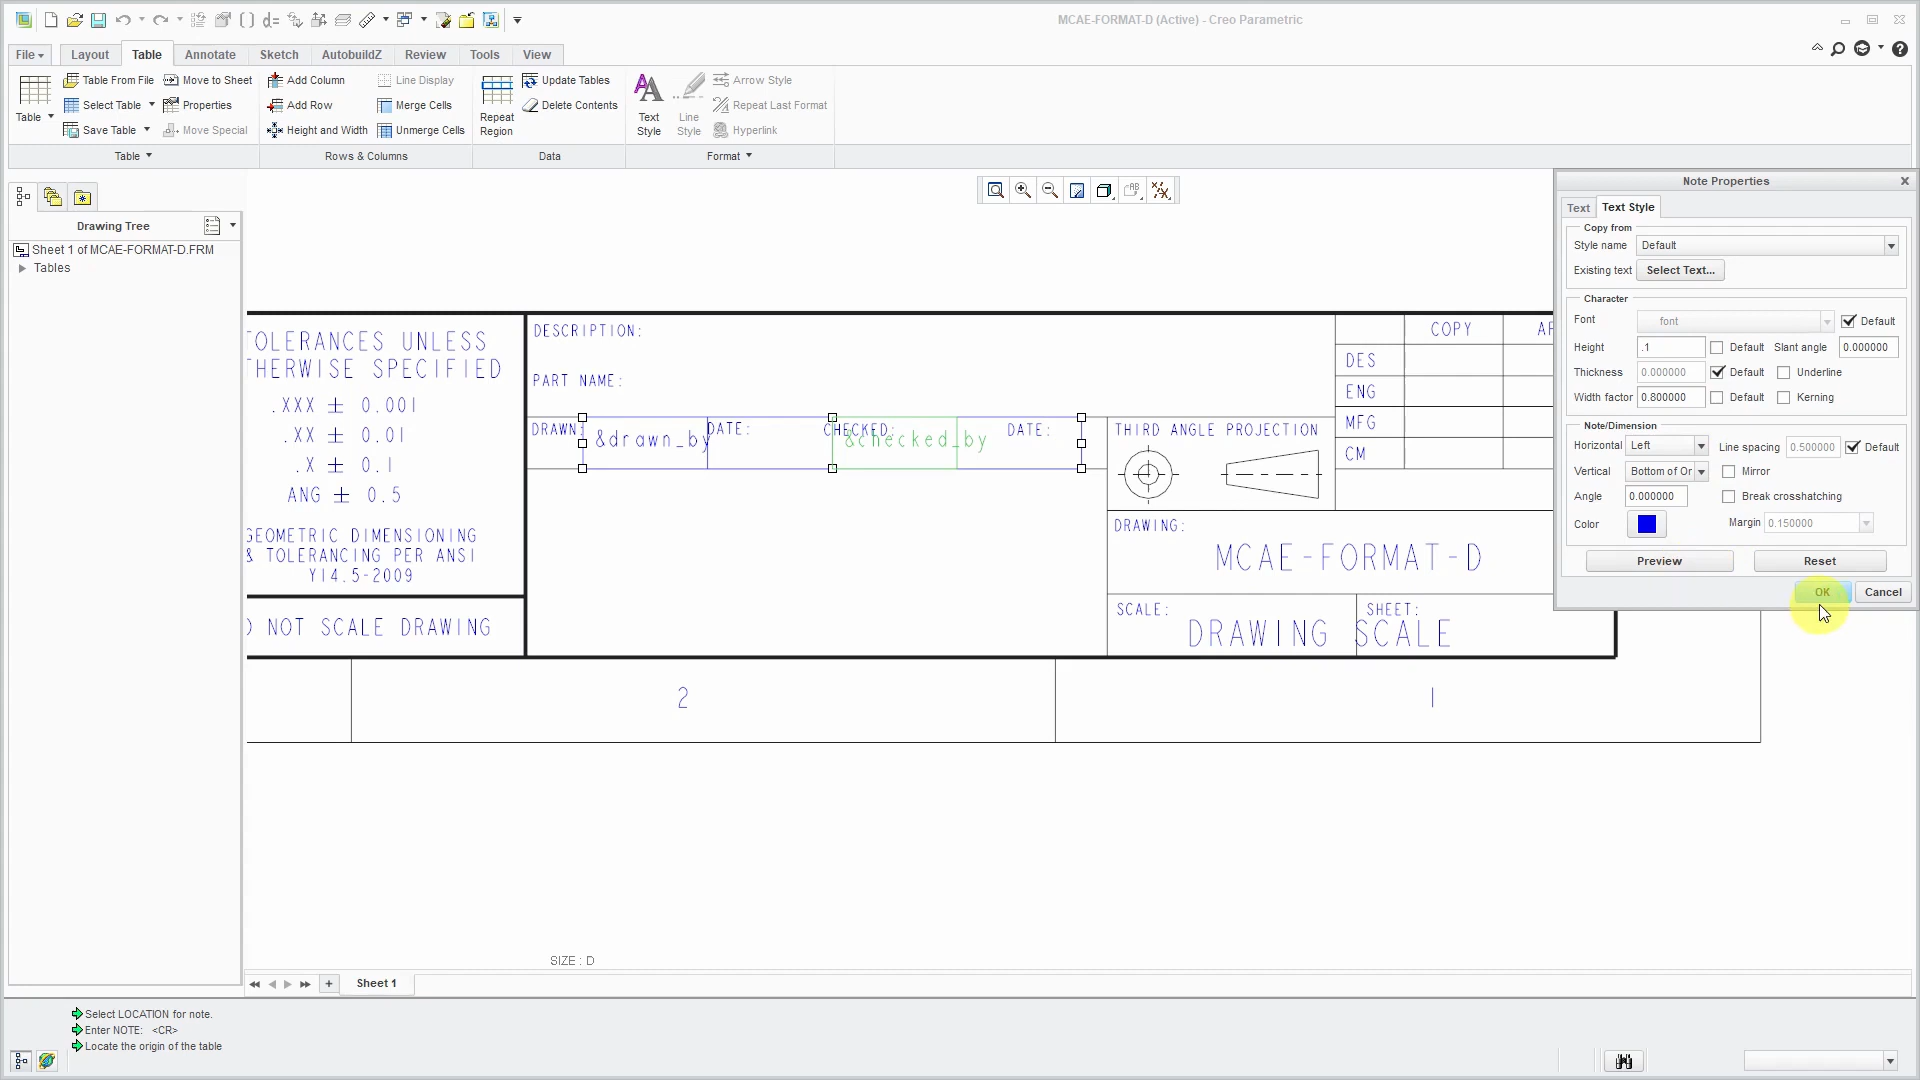 MCAE-FORMAT-D (Active) - Creo Parametric
File Layout Table Annotate Sketch AutobuildZ Review Tools View
Table
Table From File
Select Table
Save Table
Move to Sheet
Properties
Move Special
Add Column
Add Row
Height and Width
Line Display
Merge Cells
Unmerge Cells
Repeat
Region
Update Tables
Delete Contents
Text
Style
Line
Style
Arrow Style
Repeat Last Format
Hyperlink
Table
Rows & Columns
Data
Format
Drawing Tree
Sheet 1 of MCAE-FORMAT-D.FRM
Tables
TOLERANCES UNLESS
THERWISE SPECIFIED
.XXX ± 0.001
.XX ± 0.01
.X ± 0.1
ANG ± 0.5
GEOMETRIC DIMENSIONING
& TOLERANCING PER ANSI
Y14.5-2009
NOT SCALE DRAWING
DESCRIPTION:
PART NAME:
DRAWN:
&drawn_by
DATE:
CHECKED:
&checked_by
DATE:
COPY
DES
ENG
MFG
CM
THIRD ANGLE PROJECTION
DRAWING:
MCAE-FORMAT-D
SCALE:
SHEET:
DRAWING SCALE
2
1
SIZE : D
Sheet 1
Note Properties
Text
Text Style
Copy from
Style name
Default
Existing text
Select Text...
Character
Font
font
Default
Height
.1
Default
Slant angle
0.000000
Thickness
0.000000
Default
Underline
Width factor
0.800000
Default
Kerning
Note/Dimension
Horizontal
Left
Line spacing
0.500000
Default
Vertical
Bottom of Or
Mirror
Angle
0.000000
Break crosshatching
Color
Margin
0.150000
Preview
Reset
OK
Cancel
Select LOCATION for note.
Enter NOTE: <CR>
Locate the origin of the table